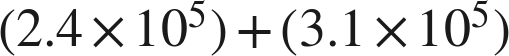 (2.4 × 10⁵) + (3.1 × 10⁵)